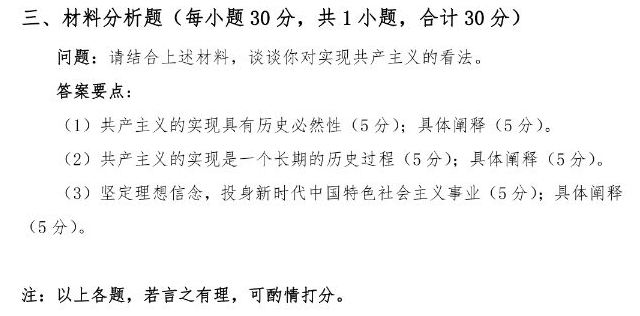 三、材料分析题（每小题 30 分，共 1 小题，合计 30 分）
问题：请结合上述材料，谈谈你对实现共产主义的看法。
答案要点：
（1）共产主义的实现具有历史必然性（5 分）；具体阐释（5 分）。
（2）共产主义的实现是一个长期的历史过程（5 分）；具体阐释（5 分）。
（3）坚定理想信念，投身新时代中国特色社会主义事业（5 分）；具体阐释
（5 分）。
注：以上各题，若言之有理，可酌情打分。